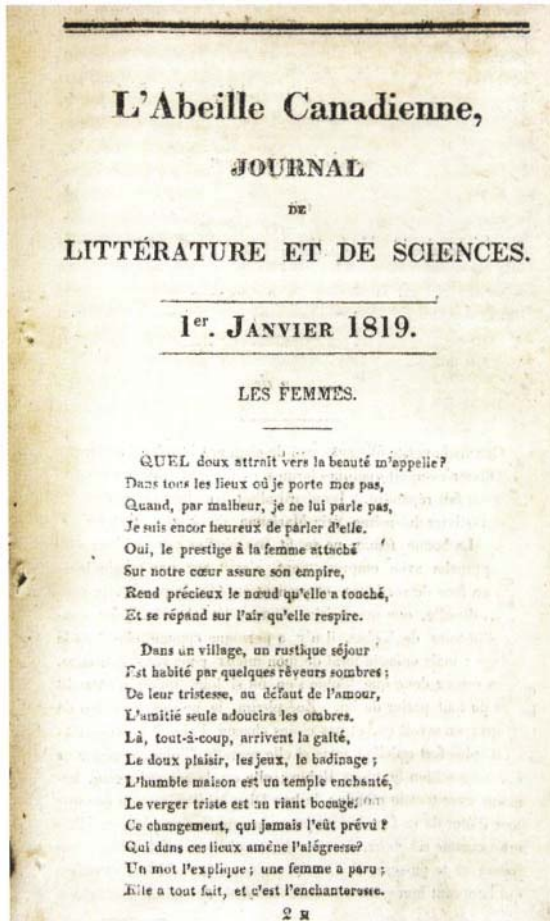 L'Abeille Canadienne,
JOURNAL
DE
LITTÉRATURE ET DE SCIENCES.
1er. JANVIER 1819.
LES FEMMES.
QUEL doux attrait vers la beauté m'appelle?
Dans tous les lieux où je porte mes pas,
Quand, par malheur, je ne lui parle pas,
Je suis encor heureux de parler d'elle.
Oui, le prestige à la femme attaché
Sur notre cœur assure son empire,
Rend précieux le nœud qu'elle a touché,
Et se répand sur l'air qu'elle respire.
Dans un village, un rustique séjour
Est habité par quelques rêveurs sombres;
De leur tristesse, au défaut de l'amour,
L'amitié seule adoucira les ombres.
Là, tout-à-coup, arrivent la gaîté,
Le doux plaisir, les jeux, le badinage;
L'humble maison est un temple enchanté,
Le verger triste est un riant bocage.
Ce changement, qui jamais l'eût prévu?
Qui dans ces lieux amène l'alégresse?
Un mot l'explique; une femme a paru;
Elle a tout fait, et c'est l'enchanteresse.
2 H